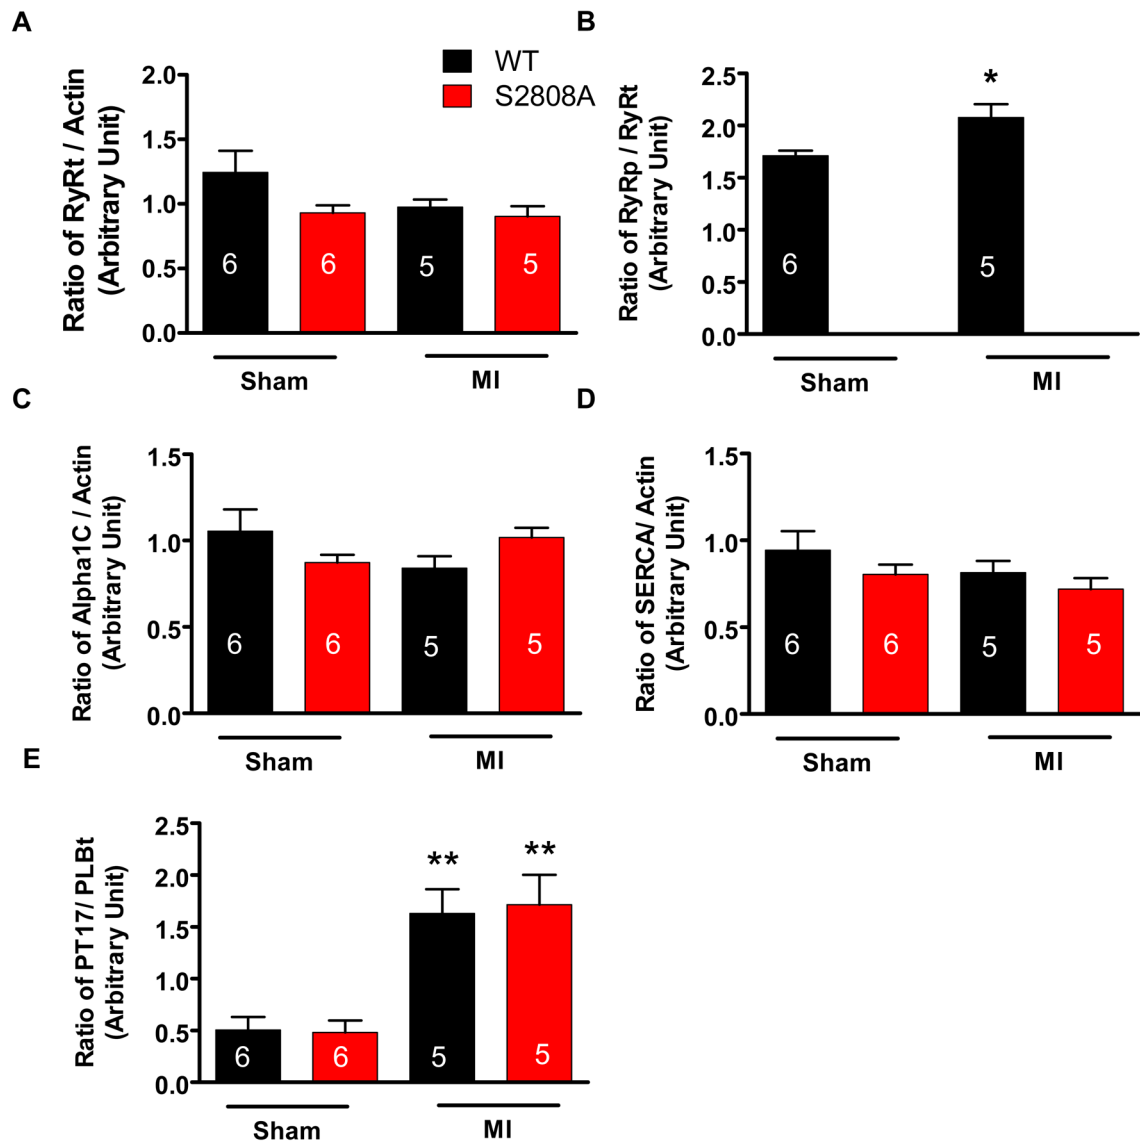 A
Ratio of RyRt / Actin
(Arbitrary Unit)
2.0
1.5
1.0
0.5
0.0
WT
S2808A
6
6
5
5
Sham
MI
B
Ratio of RyRp / RyRt
(Arbitrary Unit)
2.5
2.0
1.5
1.0
0.5
0.0
*
6
5
Sham
MI
C
Ratio of Alpha1C / Actin
(Arbitrary Unit)
1.5
1.0
0.5
0.0
6
6
5
5
Sham
MI
D
Ratio of SERCA/ Actin
(Arbitrary Unit)
1.5
1.0
0.5
0.0
6
6
5
5
Sham
MI
E
Ratio of PT17/ PLBt
(Arbitrary Unit)
2.5
2.0
1.5
1.0
0.5
0.0
**
**
6
6
5
5
Sham
MI